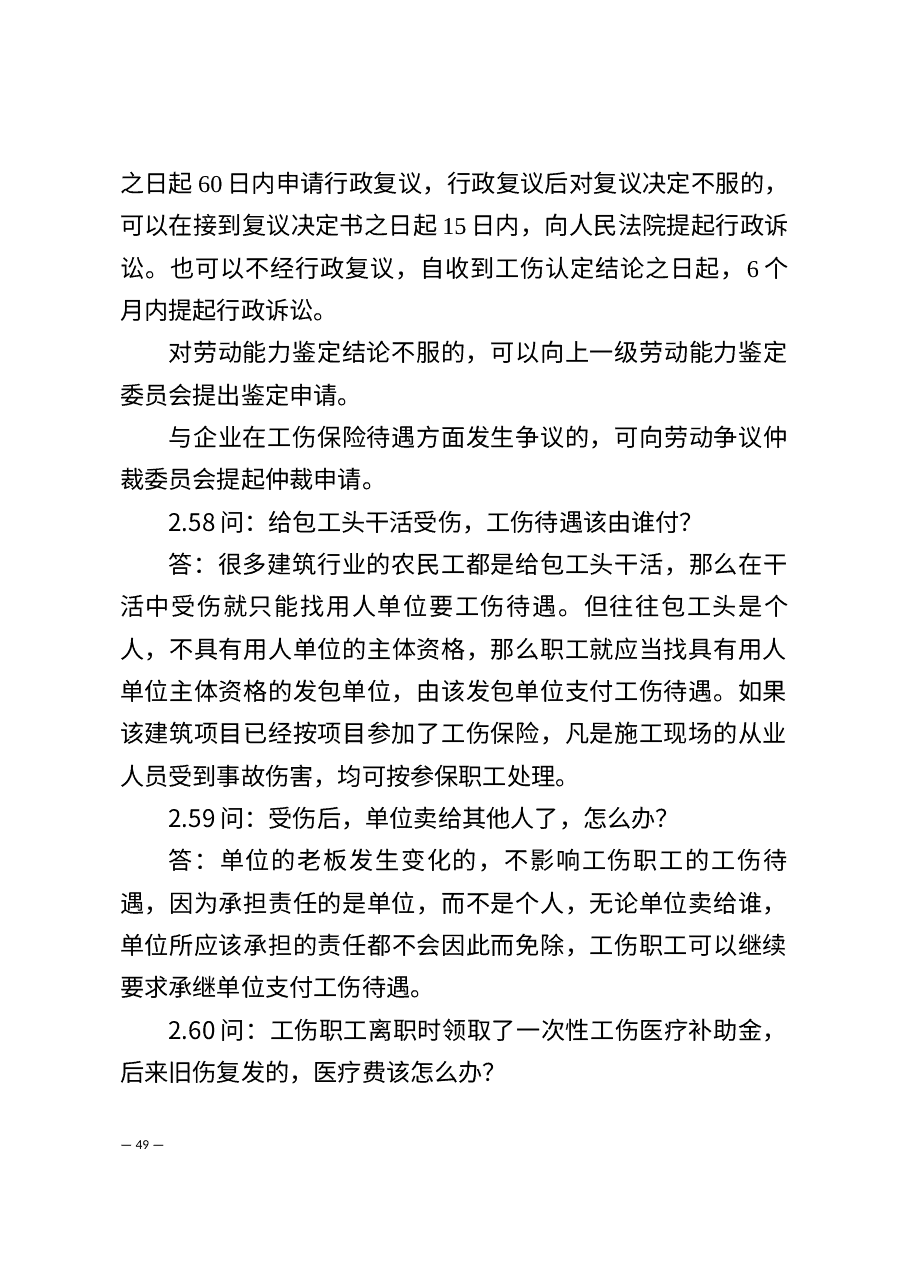 之日起 60 日内申请行政复议，行政复议后对复议决定不服的，
可以在接到复议决定书之日起 15 日内，向人民法院提起行政诉
讼。也可以不经行政复议，自收到工伤认定结论之日起，6 个
月内提起行政诉讼。
对劳动能力鉴定结论不服的，可以向上一级劳动能力鉴定
委员会提出鉴定申请。
与企业在工伤保险待遇方面发生争议的，可向劳动争议仲
裁委员会提起仲裁申请。
2.58 问：给包工头干活受伤，工伤待遇该由谁付？
答：很多建筑行业的农民工都是给包工头干活，那么在干
活中受伤就只能找用人单位要工伤待遇。但往往包工头是个
人，不具有用人单位的主体资格，那么职工就应当找具有用人
单位主体资格的发包单位，由该发包单位支付工伤待遇。如果
该建筑项目已经按项目参加了工伤保险，凡是施工现场的从业
人员受到事故伤害，均可按参保职工处理。
2.59 问：受伤后，单位卖给其他人了，怎么办？
答：单位的老板发生变化的，不影响工伤职工的工伤待
遇，因为承担责任的是单位，而不是个人，无论单位卖给谁，
单位所应该承担的责任都不会因此而免除，工伤职工可以继续
要求承继单位支付工伤待遇。
2.60 问：工伤职工离职时领取了一次性工伤医疗补助金，
后来旧伤复发的，医疗费该怎么办？
— 49 —